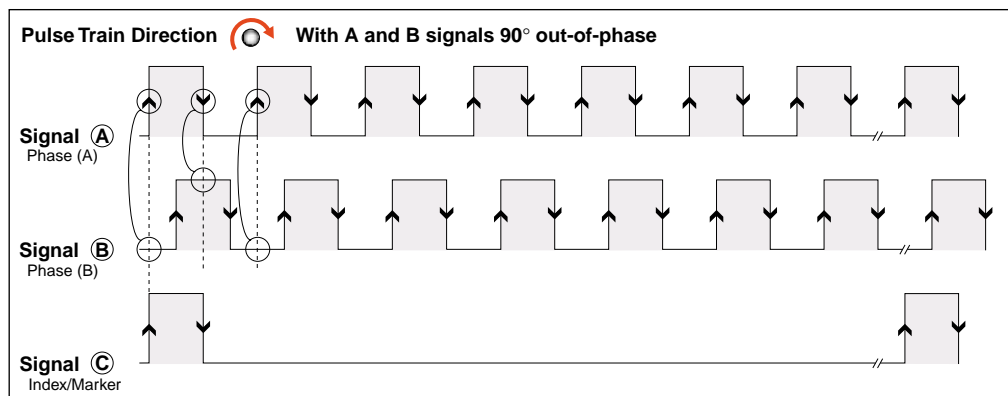 Pulse Train Direction With A and B signals 90° out-of-phase
Signal A
Phase (A)
Signal B
Phase (B)
Signal C
Index/Marker